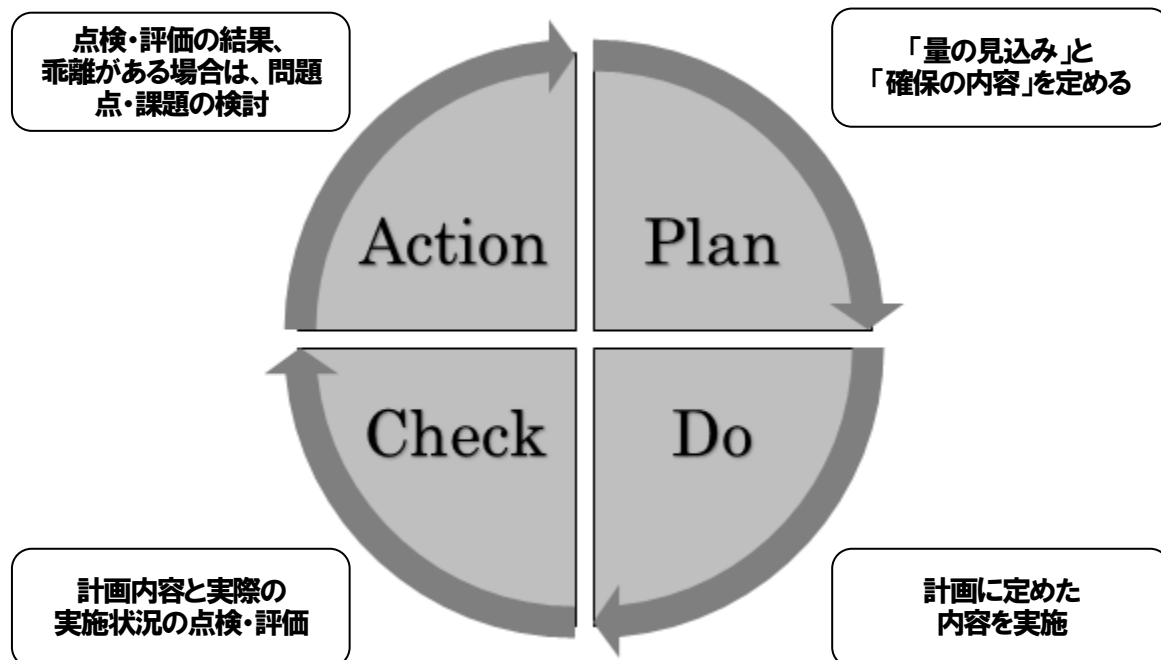 点検・評価の結果、
乖離がある場合は、問題
点・課題の検討
「量の見込み」と
「確保の内容」を定める
Action
Plan
Check
Do
計画内容と実際の
実施状況の点検・評価
計画に定めた
内容を実施